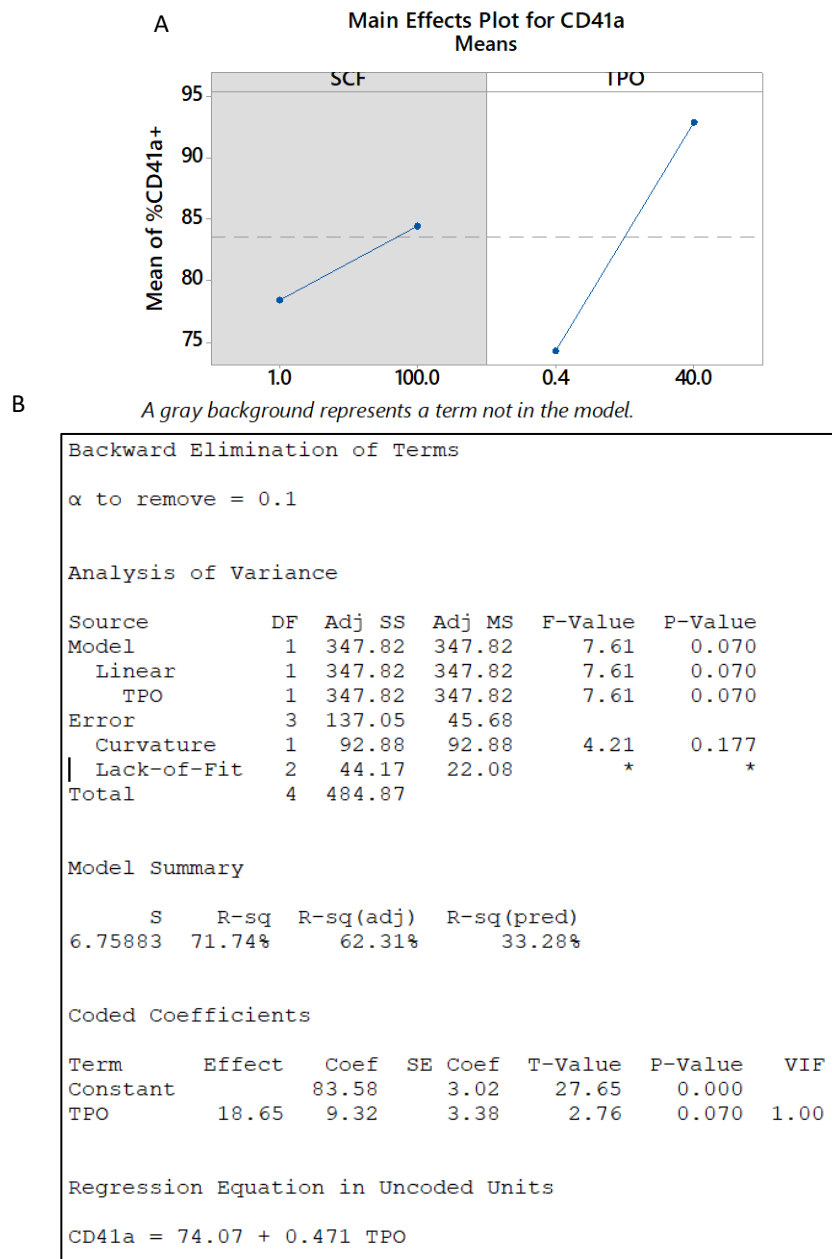 A
Main Effects Plot for CD41a
Means
SCF TPO
Mean of %CD41a+
95
90
85
80
75
1.0 100.0 0.4 40.0
A gray background represents a term not in the model.
B
Backward Elimination of Terms
α to remove = 0.1
Analysis of Variance
Source DF Adj SS Adj MS F-Value P-Value
Model 1 347.82 347.82 7.61 0.070
Linear 1 347.82 347.82 7.61 0.070
TPO 1 347.82 347.82 7.61 0.070
Error 3 137.05 45.68
Curvature 1 92.88 92.88 4.21 0.177
Lack-of-Fit 2 44.17 22.08 * *
Total 4 484.87
Model Summary
S R-sq R-sq(adj) R-sq(pred)
6.75883 71.74% 62.31% 33.28%
Coded Coefficients
Term Effect Coef SE Coef T-Value P-Value VIF
Constant 83.58 3.02 27.65 0.000
TPO 18.65 9.32 3.38 2.76 0.070 1.00
Regression Equation in Uncoded Units
CD41a = 74.07 + 0.471 TPO